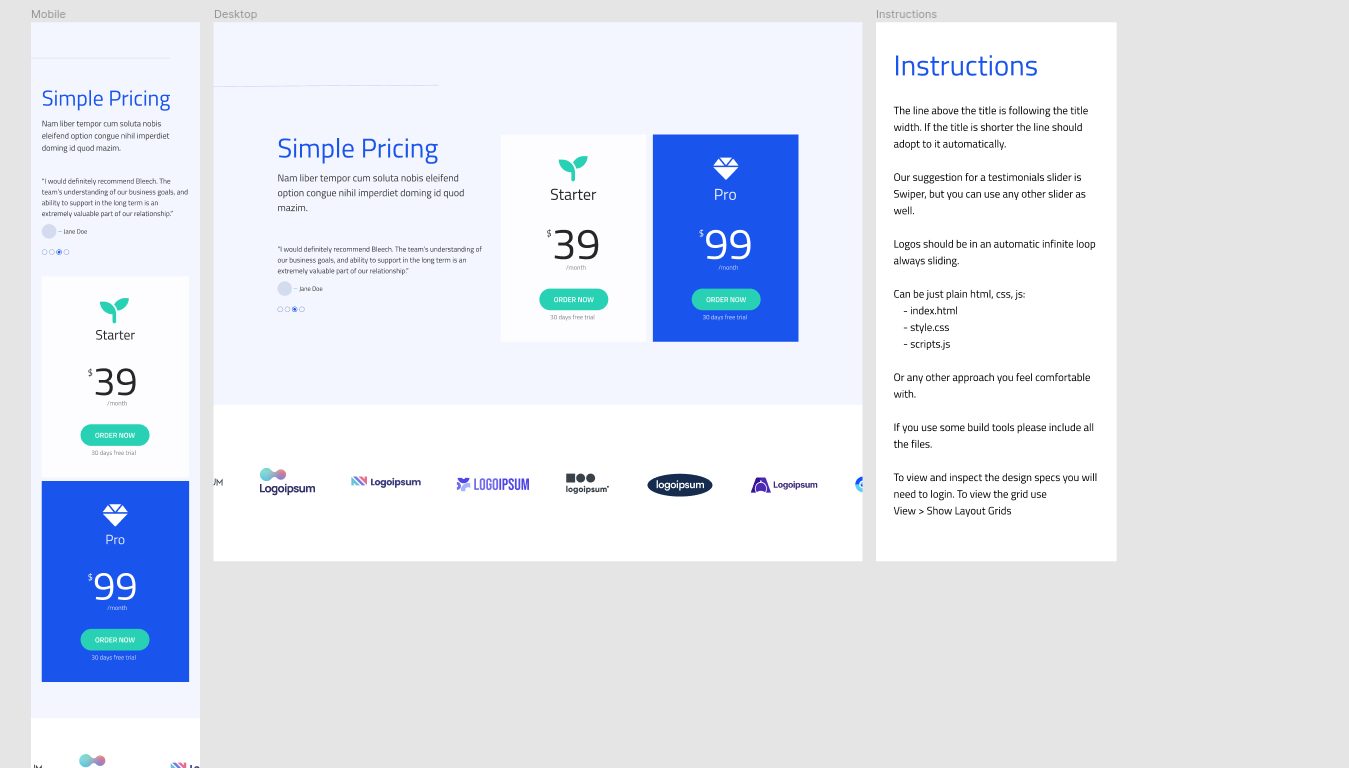 Mobile
Simple Pricing
Nam liber tempor cum soluta nobis
eleifend option congue nihil imperdiet
doming id quod mazim.
"I would definitely recommend Bleech. The
team's understanding of our business goals, and
ability to support in the long term is an
extremely valuable part of our relationship."
– Jane Doe
Starter
$39
/month
ORDER NOW
30 days free trial
Pro
$99
/month
ORDER NOW
30 days free trial
Desktop
Simple Pricing
Nam liber tempor cum soluta nobis eleifend
option congue nihil imperdiet doming id quod
mazim.
"I would definitely recommend Bleech. The team's understanding of
our business goals, and ability to support in the long term is an
extremely valuable part of our relationship."
– Jane Doe
Starter
$39
/month
ORDER NOW
30 days free trial
Pro
$99
/month
ORDER NOW
30 days free trial
UM
Logoipsum
Logoipsum
LOGOIPSUM
logoipsum
logoipsum
Logoipsum
Instructions
Instructions
The line above the title is following the title
width. If the title is shorter the line should
adopt to it automatically.
Our suggestion for a testimonials slider is
Swiper, but you can use any other slider as
well.
Logos should be in an automatic infinite loop
always sliding.
Can be just plain html, css, js:
- index.html
- style.css
- scripts.js
Or any other approach you feel comfortable
with.
If you use some build tools please include all
the files.
To view and inspect the design specs you will
need to login. To view the grid use
View > Show Layout Grids